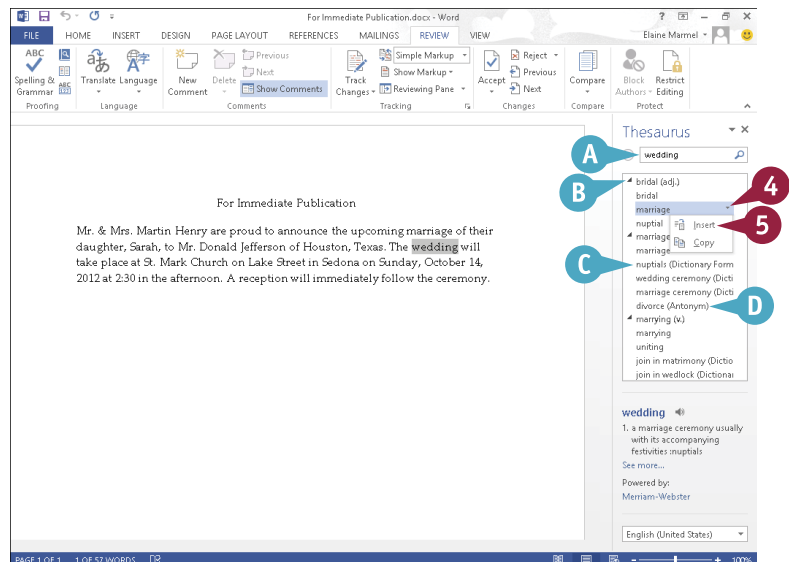 For Immediate Publication.docx - Word
?
FILE HOME INSERT DESIGN PAGE LAYOUT REFERENCES MAILINGS REVIEW VIEW Elaine Marmel
ABC
Spelling & Grammar
ABC
123
Translate
Language
New Comment
Delete
Previous
Next
Show Comments
Track Changes
Simple Markup
Show Markup
Reviewing Pane
Accept
Reject
Previous
Next
Compare
Block Authors
Restrict Editing
Proofing Language Comments Tracking Changes Compare Protect
For Immediate Publication
Mr. & Mrs. Martin Henry are proud to announce the upcoming marriage of their
daughter, Sarah, to Mr. Donald Jefferson of Houston, Texas. The wedding will
take place at St. Mark Church on Lake Street in Sedona on Sunday, October 14,
2012 at 2:30 in the afternoon. A reception will immediately follow the ceremony.
Thesaurus
A
wedding
B
bridal (adj.)
bridal
marriage
4
nuptial
Insert
5
marriage
Copy
marriage
C
nuptials (Dictionary Form
wedding ceremony (Dicti
marriage ceremony (Dicti
divorce (Antonym)
D
marrying (v.)
marrying
uniting
join in matrimony (Dictio
join in wedlock (Dictionar
wedding
1. a marriage ceremony usually
with its accompanying
festivities :nuptials
See more...
Powered by:
Merriam-Webster
English (United States)
PAGE 1 OF 1 1 OF 57 WORDS 100%